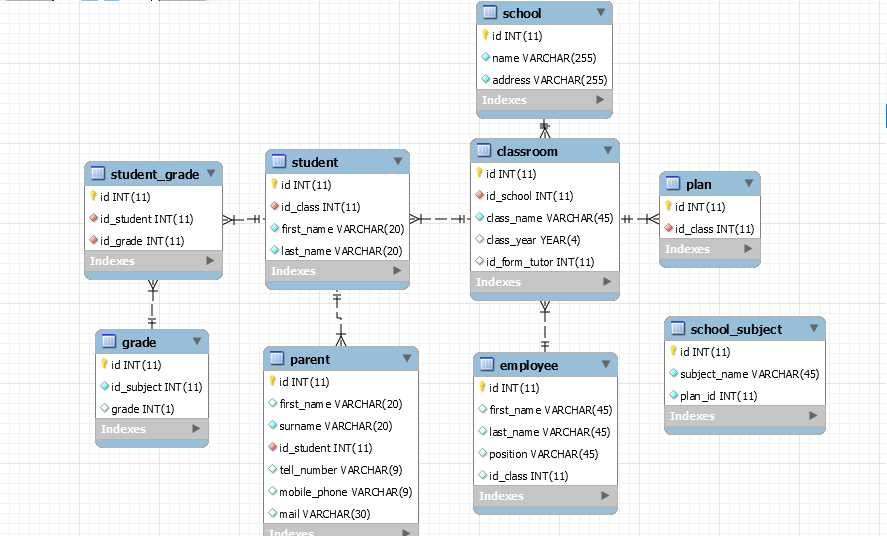 school
id INT(11)
name VARCHAR(255)
address VARCHAR(255)
Indexes
student_grade
id INT(11)
id_student INT(11)
id_grade INT(11)
Indexes
student
id INT(11)
id_class INT(11)
first_name VARCHAR(20)
last_name VARCHAR(20)
Indexes
classroom
id INT(11)
id_school INT(11)
class_name VARCHAR(45)
class_year YEAR(4)
id_form_tutor INT(11)
Indexes
plan
id INT(11)
id_class INT(11)
Indexes
grade
id INT(11)
id_subject INT(11)
grade INT(1)
Indexes
parent
id INT(11)
first_name VARCHAR(20)
surname VARCHAR(20)
id_student INT(11)
tell_number VARCHAR(9)
mobile_phone VARCHAR(9)
mail VARCHAR(30)
Indexes
employee
id INT(11)
first_name VARCHAR(45)
last_name VARCHAR(45)
position VARCHAR(45)
id_class INT(11)
Indexes
school_subject
id INT(11)
subject_name VARCHAR(45)
plan_id INT(11)
Indexes